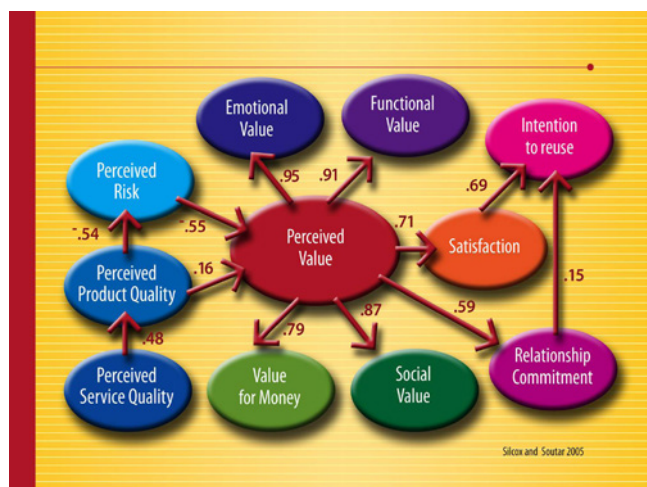 Emotional
Value
Functional
Value
Intention
to reuse
Perceived
Risk
.95
.91
.69
-.54
-.55
Perceived
Value
.71
Satisfaction
Perceived
Product Quality
.16
.15
.59
.48
.79
.87
Perceived
Service Quality
Value
for Money
Social
Value
Relationship
Commitment
Silcox and Soutar 2005